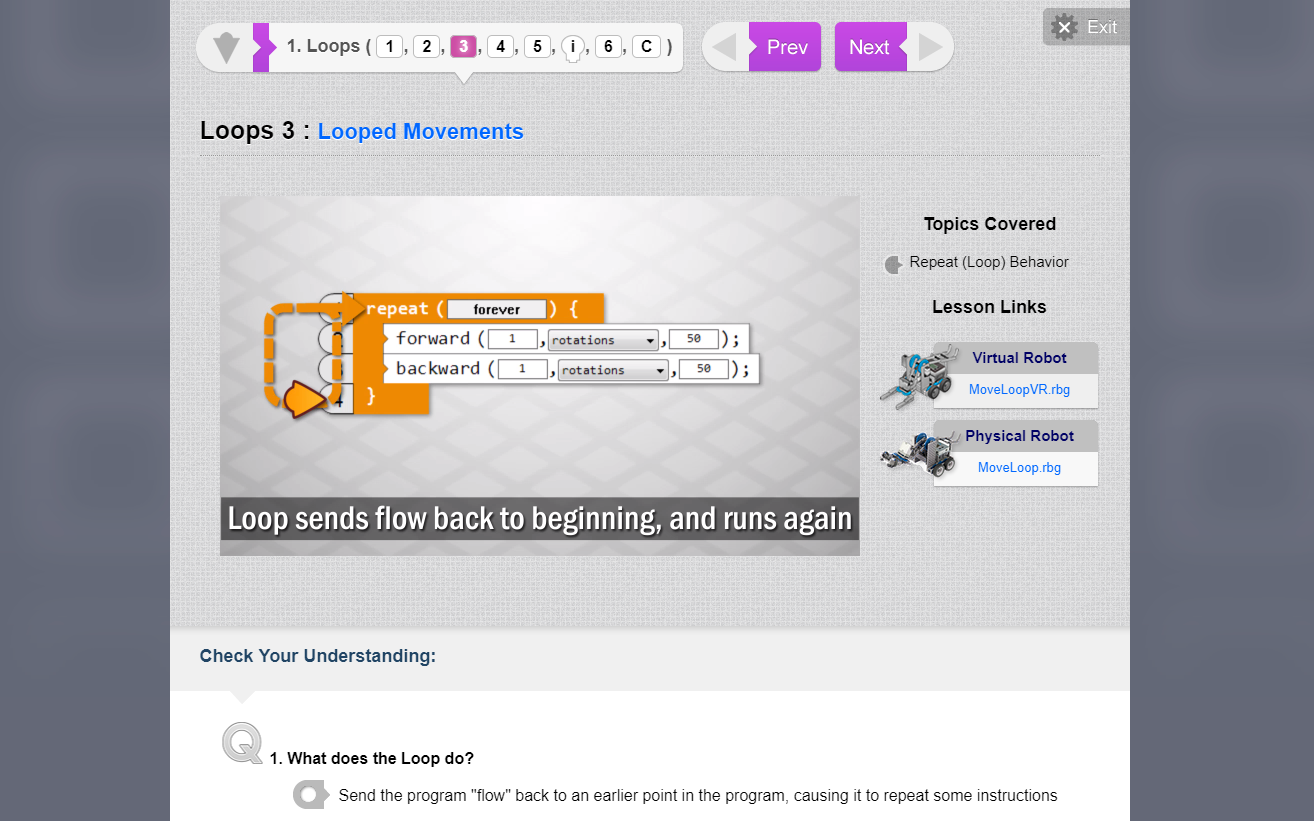 1. Loops ( 1 , 2 , 3 , 4 , 5 , i , 6 , C )
Prev
Next
Exit
Loops 3 : Looped Movements
repeat ( forever ) {
forward ( 1 , rotations , 50 );
backward ( 1 , rotations , 50 );
4 }
Loop sends flow back to beginning, and runs again
Topics Covered
Repeat (Loop) Behavior
Lesson Links
Virtual Robot
MoveLoopVR.rbg
Physical Robot
MoveLoop.rbg
Check Your Understanding:
Q
1. What does the Loop do?
Send the program "flow" back to an earlier point in the program, causing it to repeat some instructions